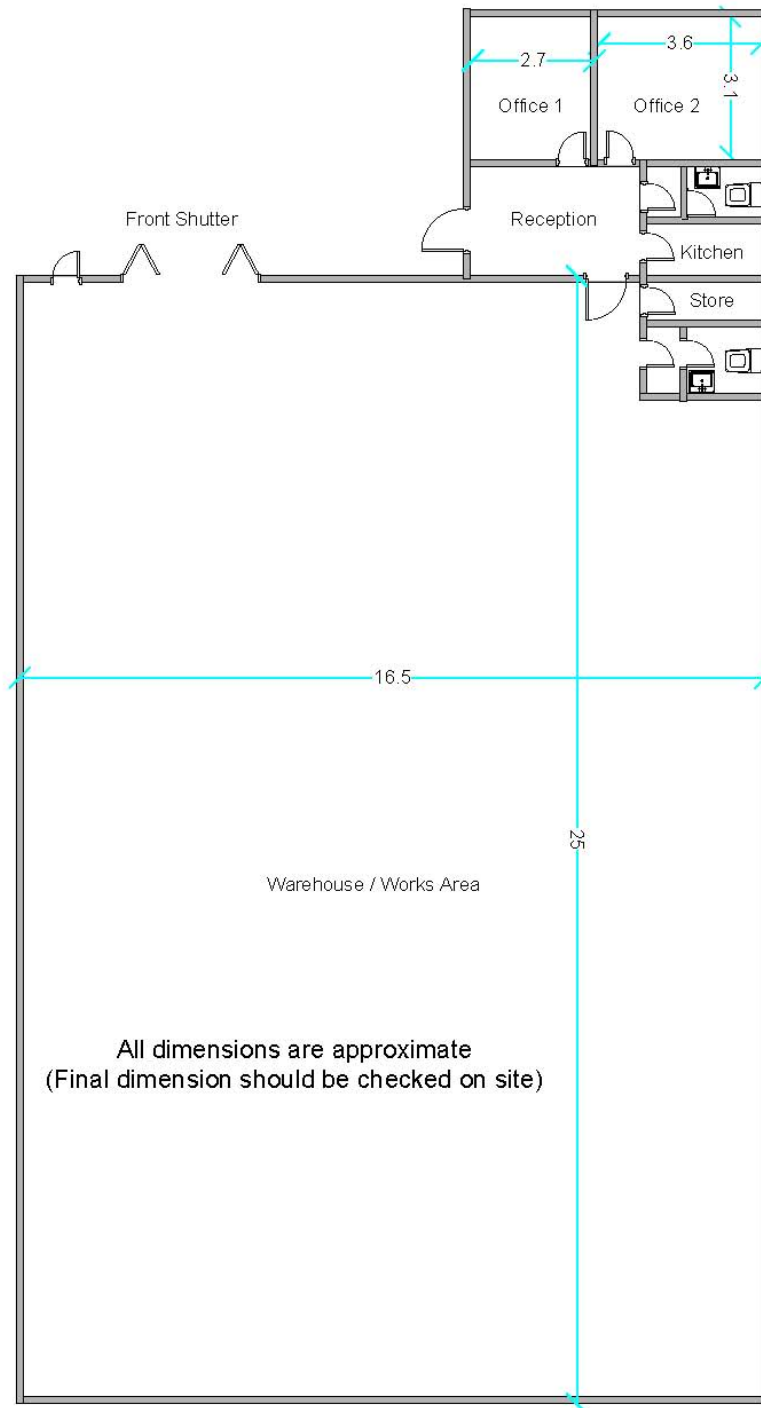 2.7
3.6
3.1
Office 1
Office 2
Front Shutter
Reception
Kitchen
Store
16.5
25
Warehouse / Works Area
All dimensions are approximate
(Final dimension should be checked on site)